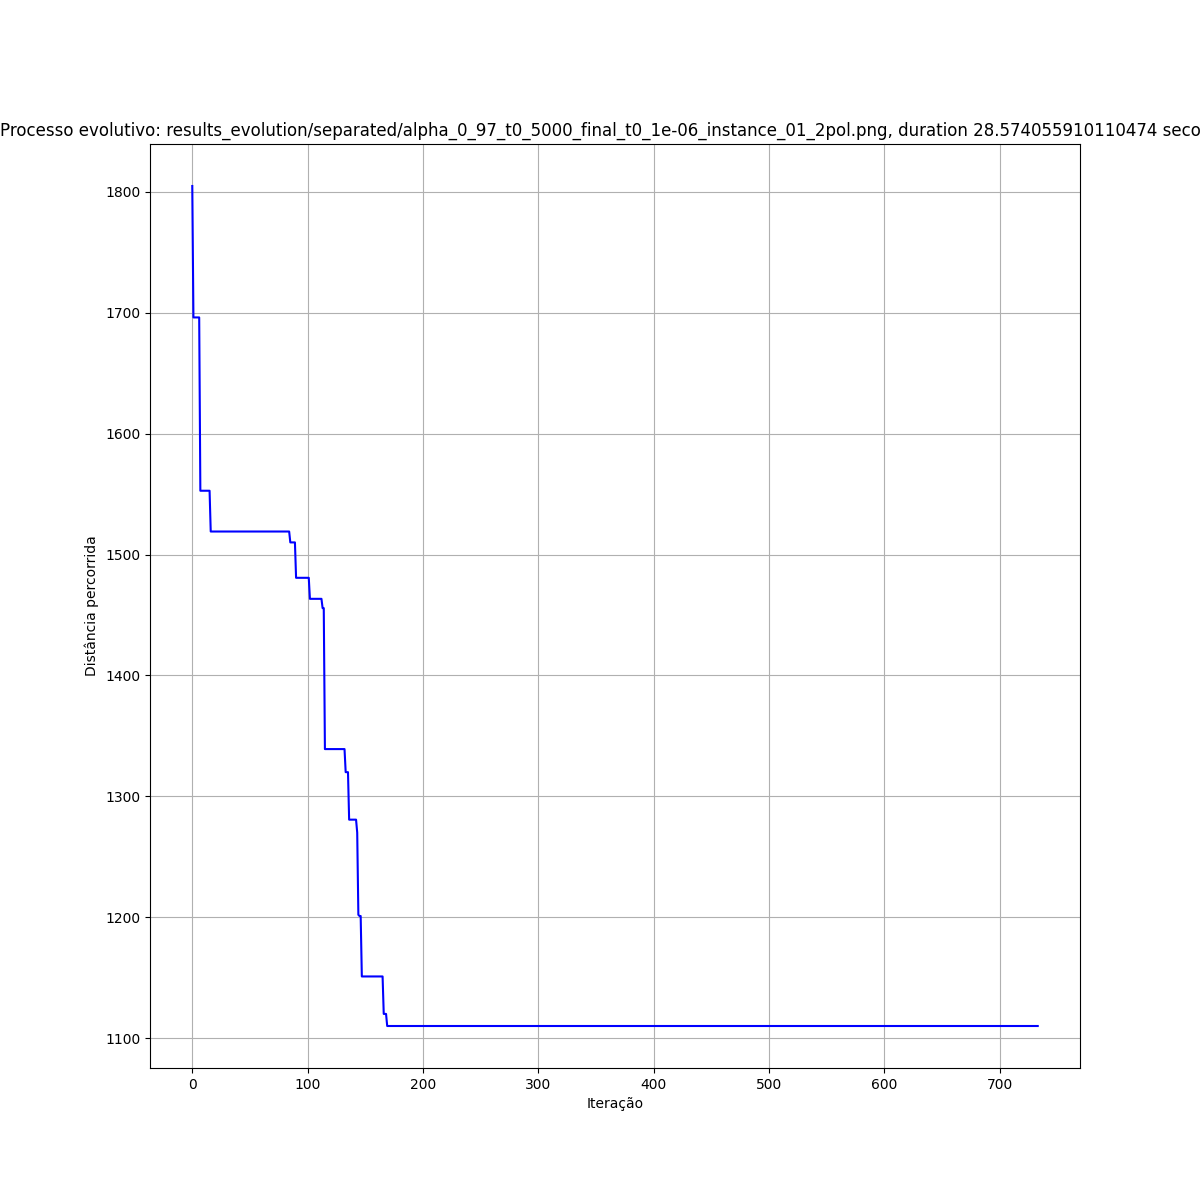 Processo evolutivo: results_evolution/separated/alpha_0_97_t0_5000_final_t0_1e-06_instance_01_2pol.png, duration 28.574055910110474 seco
1800
1700
1600
1500
1400
1300
1200
1100
Distância percorrida
0 100 200 300 400 500 600 700
Iteração